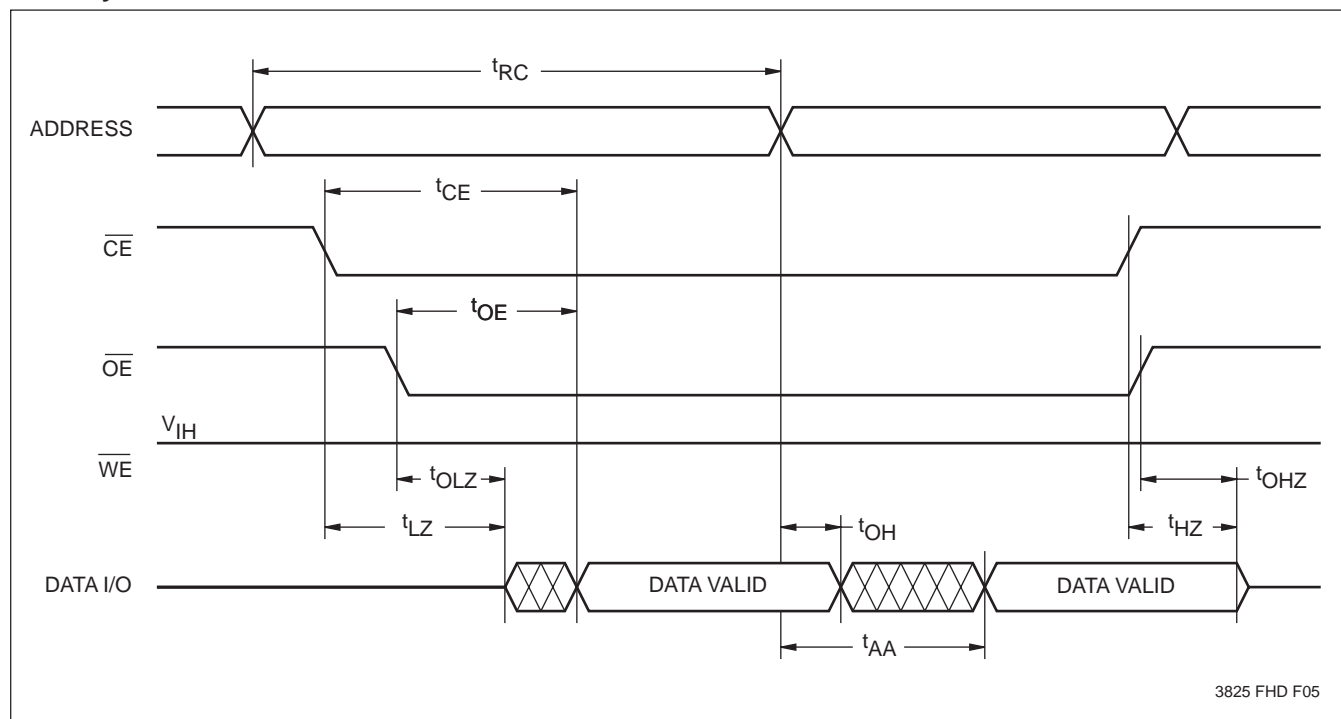 tRC
ADDRESS
tCE
CE
tOE
OE
VIH
WE
tOLZ
tOHZ
tLZ
tOH
tHZ
DATA I/O
DATA VALID
DATA VALID
tAA
3825 FHD F05